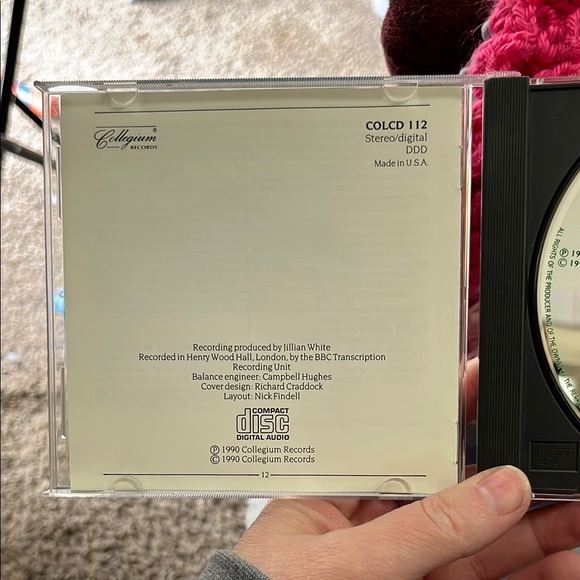 Collegium®
RECORDS
COLCD 112
Stereo/digital
DDD
Made in U.S.A.
Recording produced by Jillian White
Recorded in Henry Wood Hall, London, by the BBC Transcription
Recording Unit
Balance engineer: Campbell Hughes
Cover design: Richard Craddock
Layout: Nick Findell
COMPACT
disc
DIGITAL AUDIO
Ⓟ 1990 Collegium Records
© 1990 Collegium Records
12
Ⓟ 19
© 19
ALL RIGHTS OF THE PRODUCER AND OF THE OWNER OF THE